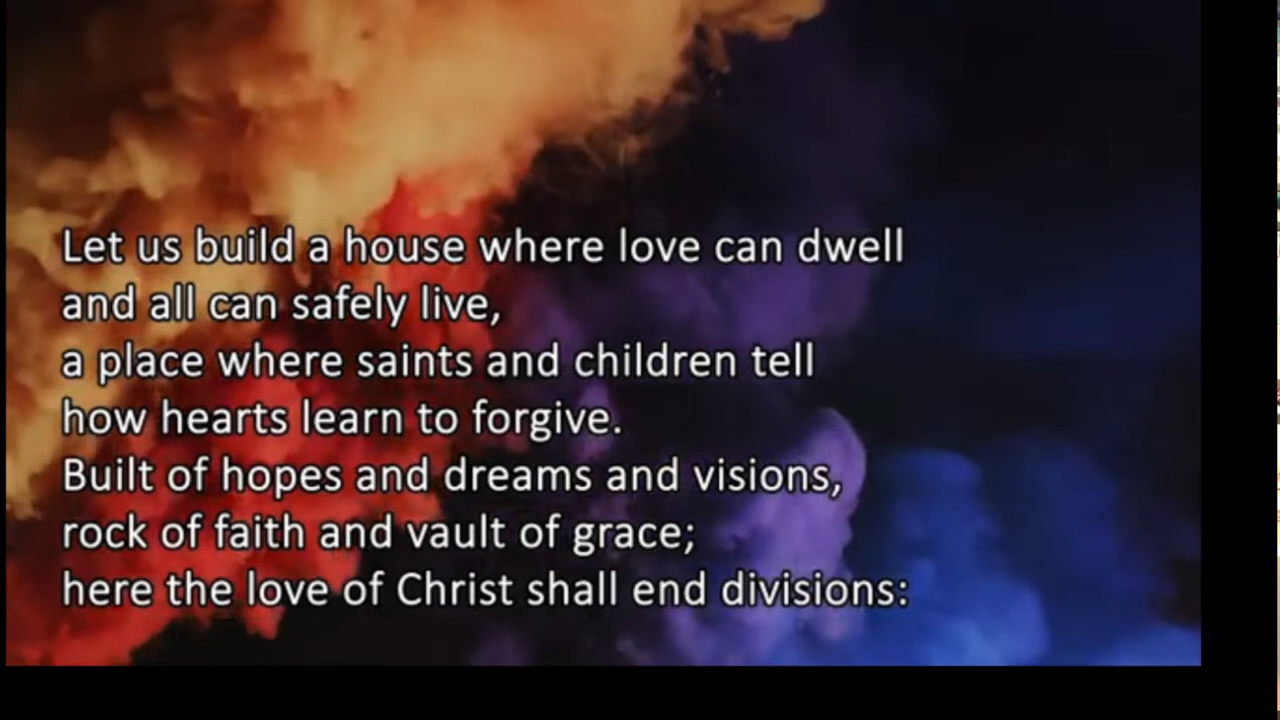 Let us build a house where love can dwell
and all can safely live,
a place where saints and children tell
how hearts learn to forgive.
Built of hopes and dreams and visions,
rock of faith and vault of grace;
here the love of Christ shall end divisions: